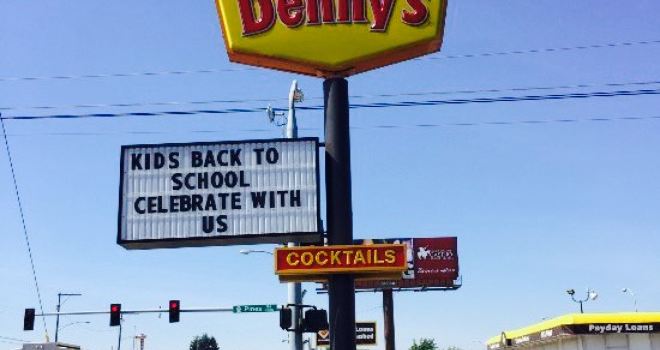 Denny's
KIDS BACK TO
SCHOOL
CELEBRATE WITH
US
COCKTAILS
Payday Loans